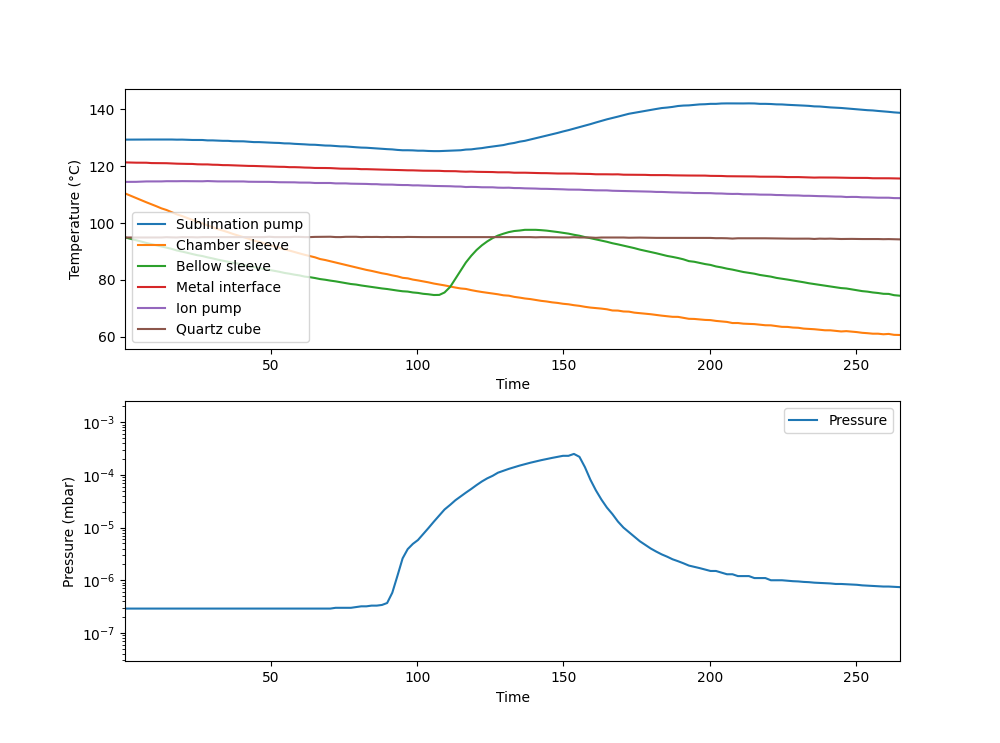 140
120
100
80
60
Temperature (°C)
Sublimation pump
Chamber sleeve
Bellow sleeve
Metal interface
Ion pump
Quartz cube
50 100 150 200 250
Time
10⁻³
10⁻⁴
10⁻⁵
10⁻⁶
10⁻⁷
Pressure (mbar)
Pressure
50 100 150 200 250
Time